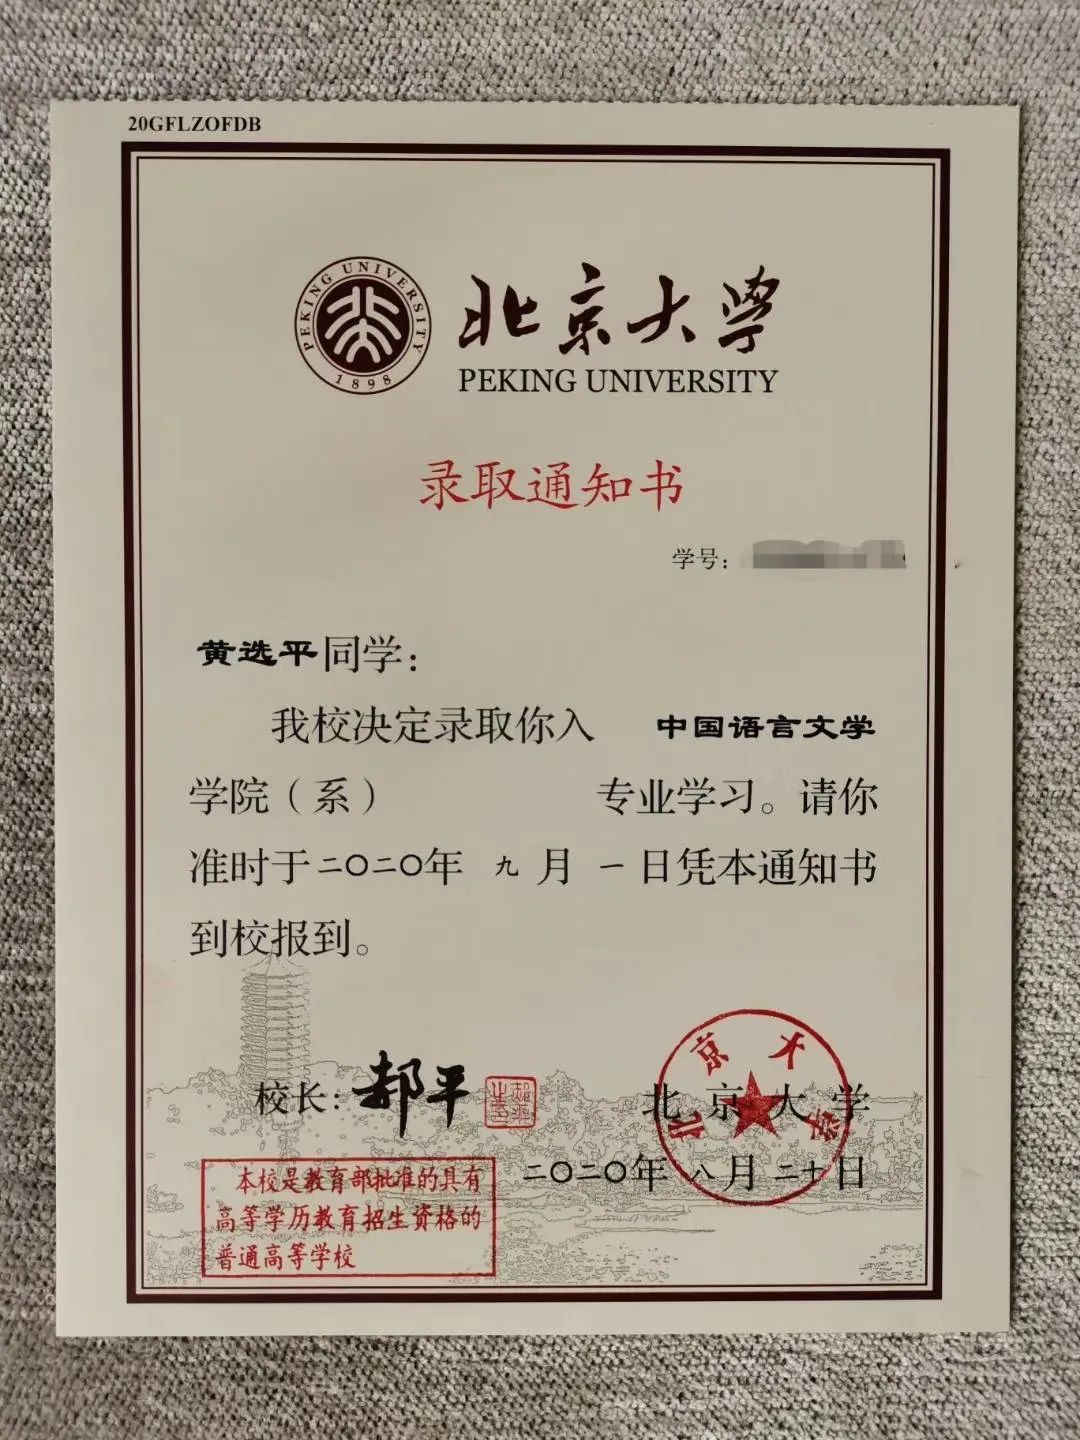 20GFLZOFDB
PEKING UNIVERSITY
1898
北京大学
PEKING UNIVERSITY
录取通知书
学号：
黄选平同学：
我校决定录取你入 中国语言文学
学院（系） 专业学习。请你
准时于二〇二〇年 九 月 一 日凭本通知书
到校报到。
校长：郝平
北京大学
北京大学
二〇二〇年 八月 二十日
本校是教育部批准的具有
高等学历教育招生资格的
普通高等学校